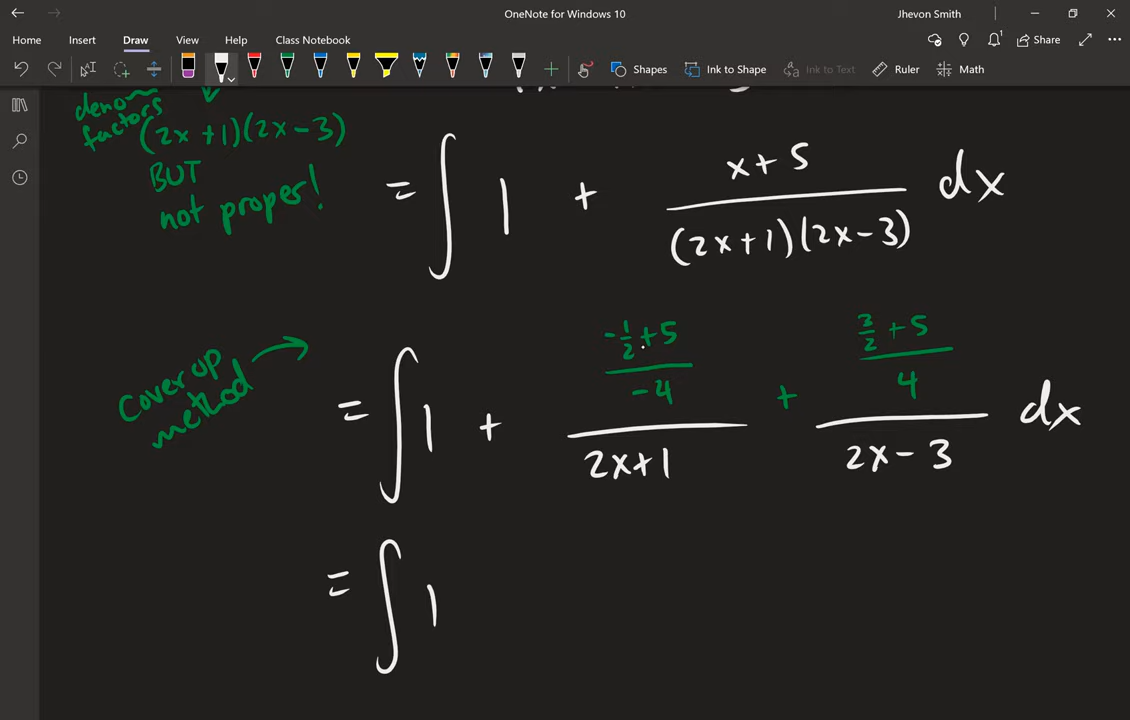 OneNote for Windows 10
Jhevon Smith
Home Insert Draw View Help Class Notebook
Share
Shapes Ink to Shape Ink to Text Ruler Math
denom
factors
(2x+1)(2x-3)
BUT
not proper!
= ∫ 1 + (x+5)/((2x+1)(2x-3)) dx
Coverup
method
= ∫ 1 + ((-1/2+5)/(-4))/(2x+1) + ((3/2+5)/4)/(2x-3) dx
= ∫ 1